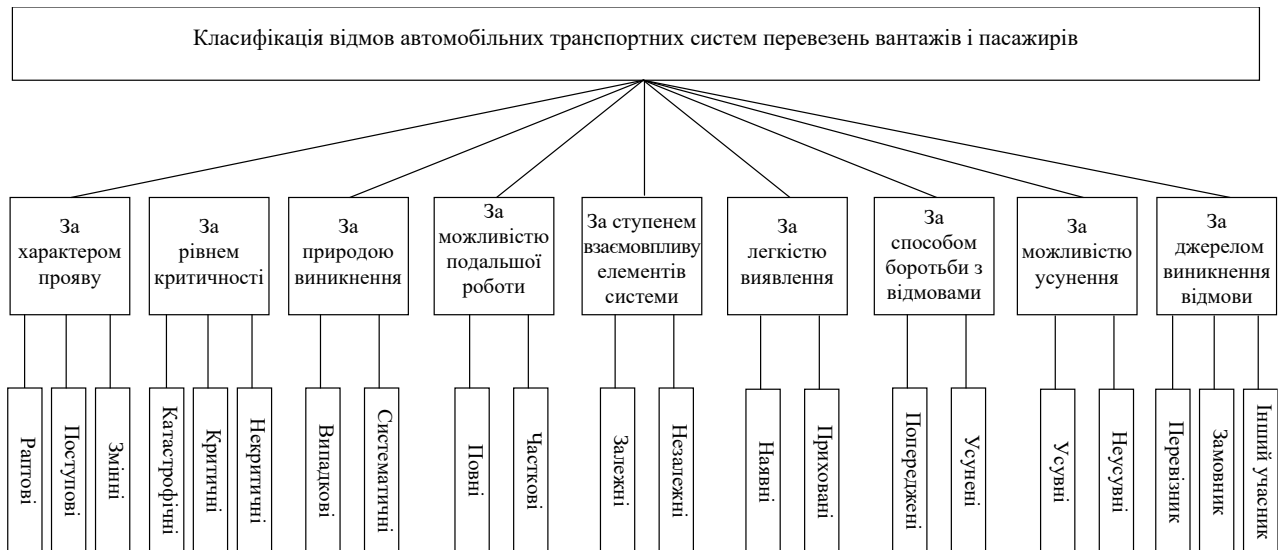 Класифікація відмов автомобільних транспортних систем перевезень вантажів і пасажирів
За
характером
прояву
За
рівнем
критичності
За
природою
виникнення
За
можливістю
подальшої
роботи
За ступенем
взаємовпливу
елементів
системи
За
легкістю
виявлення
За
способом
боротьби з
відмовами
За
можливістю
усунення
За
джерелом
виникнення
відмови
Раптові
Поступові
Змінні
Катастрофічні
Критичні
Некритичні
Випадкові
Систематичні
Повні
Часткові
Залежні
Незалежні
Наявні
Приховані
Попереджені
Усунені
Усувні
Неусувні
Перевізник
Замовник
Інший учасник